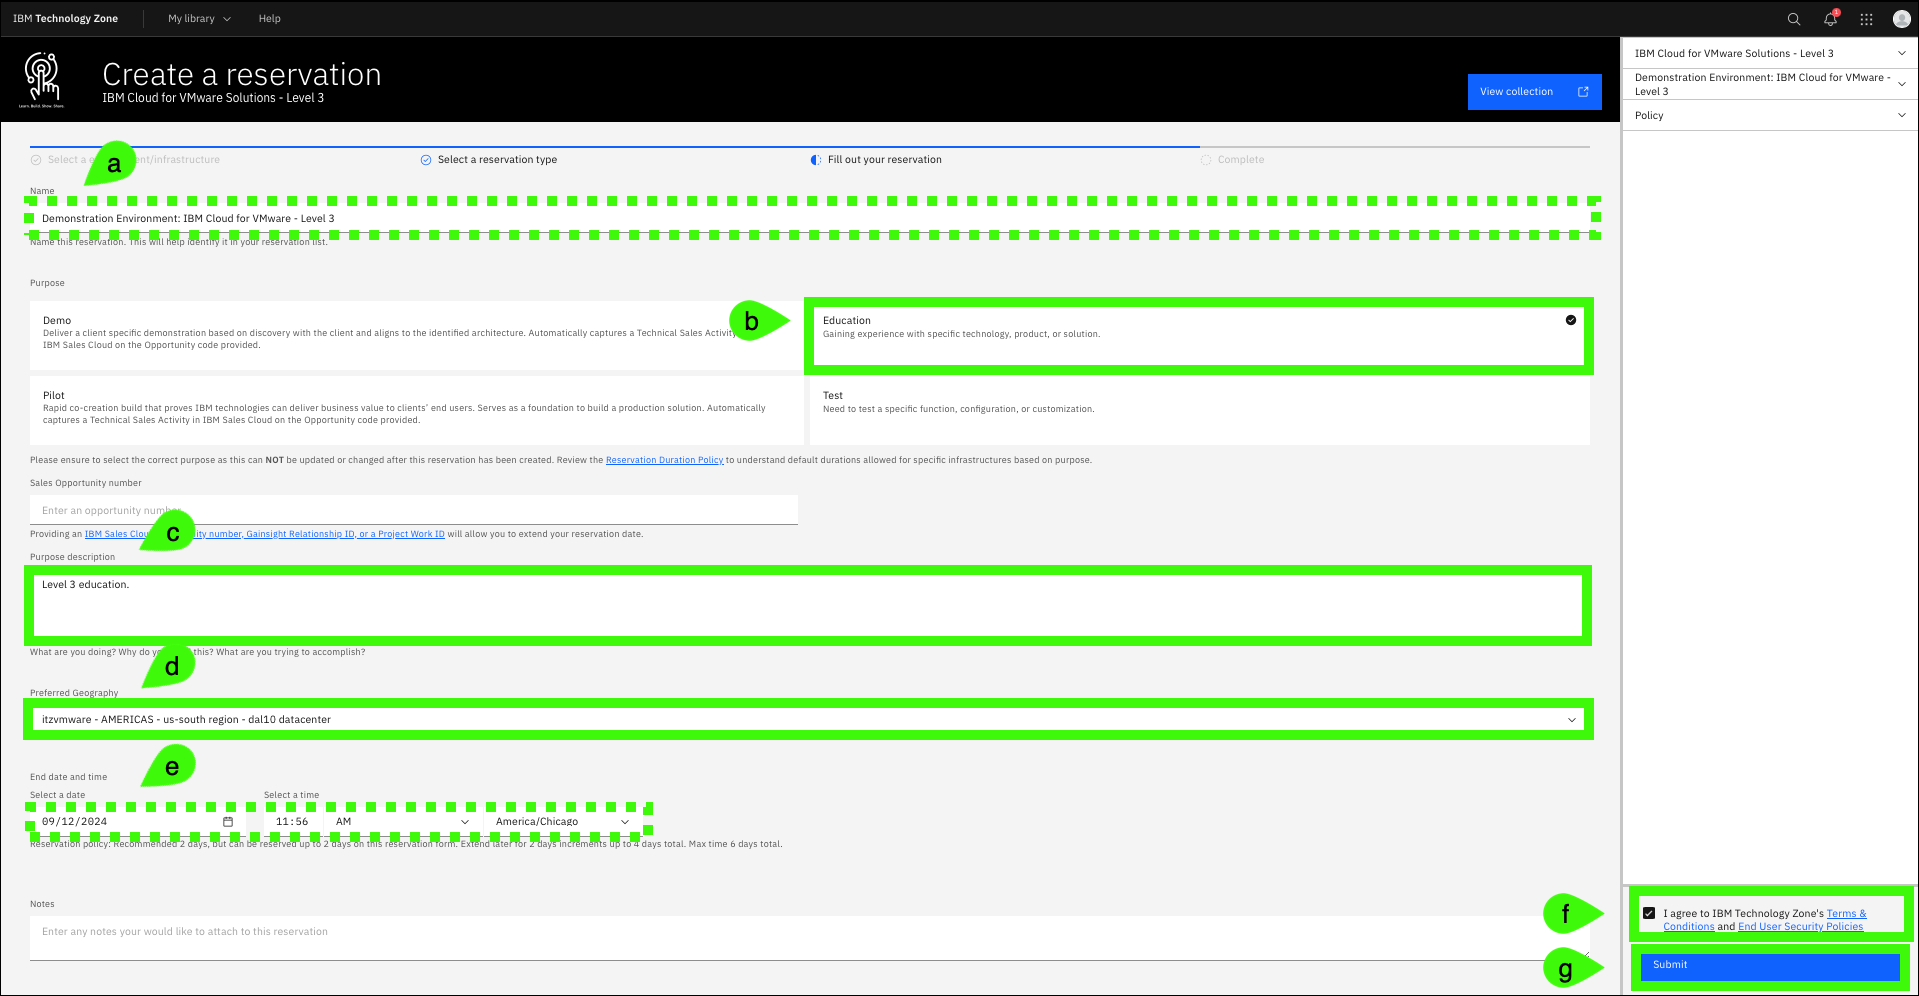 IBM Technology Zone
My library
Help
1
Learn. Build. Show. Share.
Create a reservation
IBM Cloud for VMware Solutions - Level 3
View collection
IBM Cloud for VMware Solutions - Level 3
Demonstration Environment: IBM Cloud for VMware -
Level 3
Policy
Select a e
nt/infrastructure
Select a reservation type
Fill out your reservation
Complete
a
Name
Demonstration Environment: IBM Cloud for VMware - Level 3
Name this reservation. This will help identify it in your reservation list.
Purpose
Demo
Deliver a client specific demonstration based on discovery with the client and aligns to the identified architecture. Automatically captures a Technical Sales Activity
IBM Sales Cloud on the Opportunity code provided.
b
Education
Gaining experience with specific technology, product, or solution.
Pilot
Rapid co-creation build that proves IBM technologies can deliver business value to clients' end users. Serves as a foundation to build a production solution. Automatically
captures a Technical Sales Activity in IBM Sales Cloud on the Opportunity code provided.
Test
Need to test a specific function, configuration, or customization.
Please ensure to select the correct purpose as this can NOT be updated or changed after this reservation has been created. Review the Reservation Duration Policy to understand default durations allowed for specific infrastructures based on purpose.
Sales Opportunity number
Enter an opportunity number
c
Providing an IBM Sales Clou ity number, Gainsight Relationship ID, or a Project Work ID will allow you to extend your reservation date.
Purpose description
Level 3 education.
What are you doing? Why do y this? What are you trying to accomplish?
d
Preferred Geography
itzvmware - AMERICAS - us-south region - dal10 datacenter
e
End date and time
Select a date
Select a time
09/12/2024
11:56
AM
America/Chicago
Reservation policy: Recommended 2 days, but can be reserved up to 2 days on this reservation form. Extend later for 2 days increments up to 4 days total. Max time 6 days total.
Notes
Enter any notes your would like to attach to this reservation
f
I agree to IBM Technology Zone's Terms &
Conditions and End User Security Policies
g
Submit